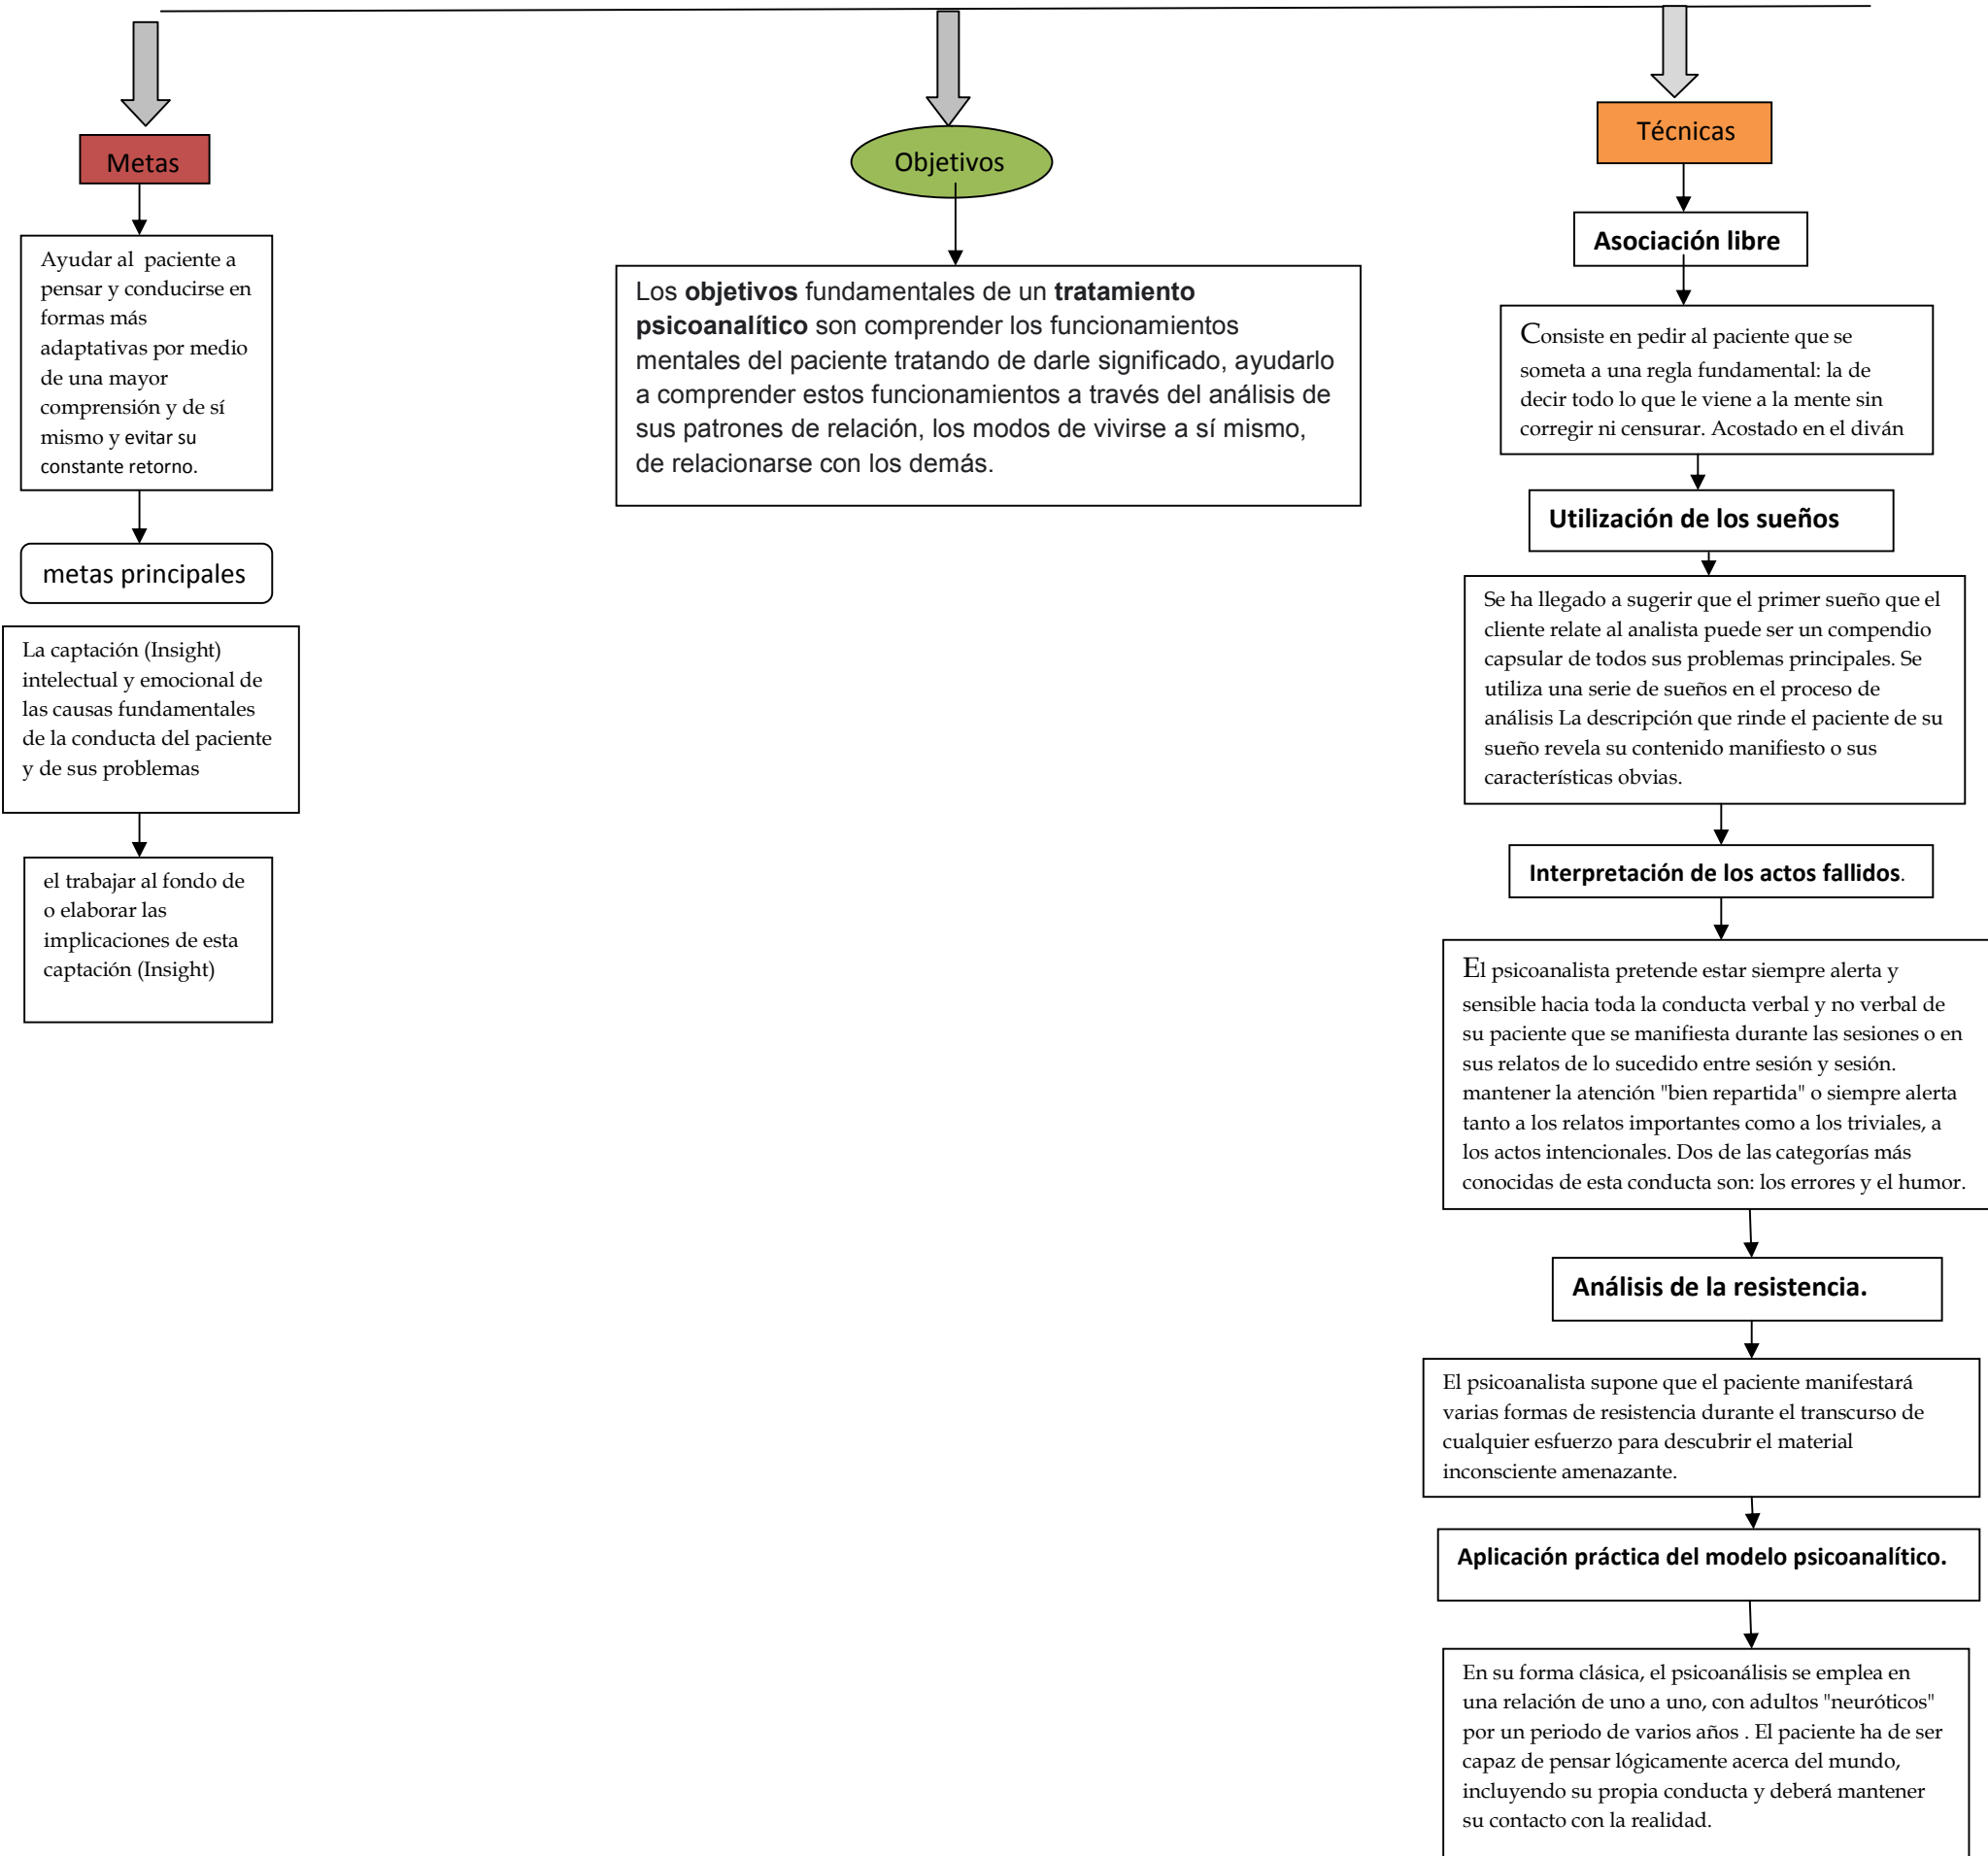 Metas
Ayudar al  paciente a
pensar y conducirse en
formas más
adaptativas por medio
de una mayor
comprensión y de sí
mismo y evitar su
constante retorno.
metas principales
La captación (Insight)
intelectual y emocional de
las causas fundamentales
de la conducta del paciente
y de sus problemas
el trabajar al fondo de
o elaborar las
implicaciones de esta
captación (Insight)
Objetivos
Los objetivos fundamentales de un tratamiento
psicoanalítico son comprender los funcionamientos
mentales del paciente tratando de darle significado, ayudarlo
a comprender estos funcionamientos a través del análisis de
sus patrones de relación, los modos de vivirse a sí mismo,
de relacionarse con los demás.
Técnicas
Asociación libre
Consiste en pedir al paciente que se
someta a una regla fundamental: la de
decir todo lo que le viene a la mente sin
corregir ni censurar. Acostado en el diván
Utilización de los sueños
Se ha llegado a sugerir que el primer sueño que el
cliente relate al analista puede ser un compendio
capsular de todos sus problemas principales. Se
utiliza una serie de sueños en el proceso de
análisis La descripción que rinde el paciente de su
sueño revela su contenido manifiesto o sus
características obvias.
Interpretación de los actos fallidos.
El psicoanalista pretende estar siempre alerta y
sensible hacia toda la conducta verbal y no verbal de
su paciente que se manifiesta durante las sesiones o en
sus relatos de lo sucedido entre sesión y sesión.
mantener la atención "bien repartida" o siempre alerta
tanto a los relatos importantes como a los triviales, a
los actos intencionales. Dos de las categorías más
conocidas de esta conducta son: los errores y el humor.
Análisis de la resistencia.
El psicoanalista supone que el paciente manifestará
varias formas de resistencia durante el transcurso de
cualquier esfuerzo para descubrir el material
inconsciente amenazante.
Aplicación práctica del modelo psicoanalítico.
En su forma clásica, el psicoanálisis se emplea en
una relación de uno a uno, con adultos "neuróticos"
por un periodo de varios años . El paciente ha de ser
capaz de pensar lógicamente acerca del mundo,
incluyendo su propia conducta y deberá mantener
su contacto con la realidad.